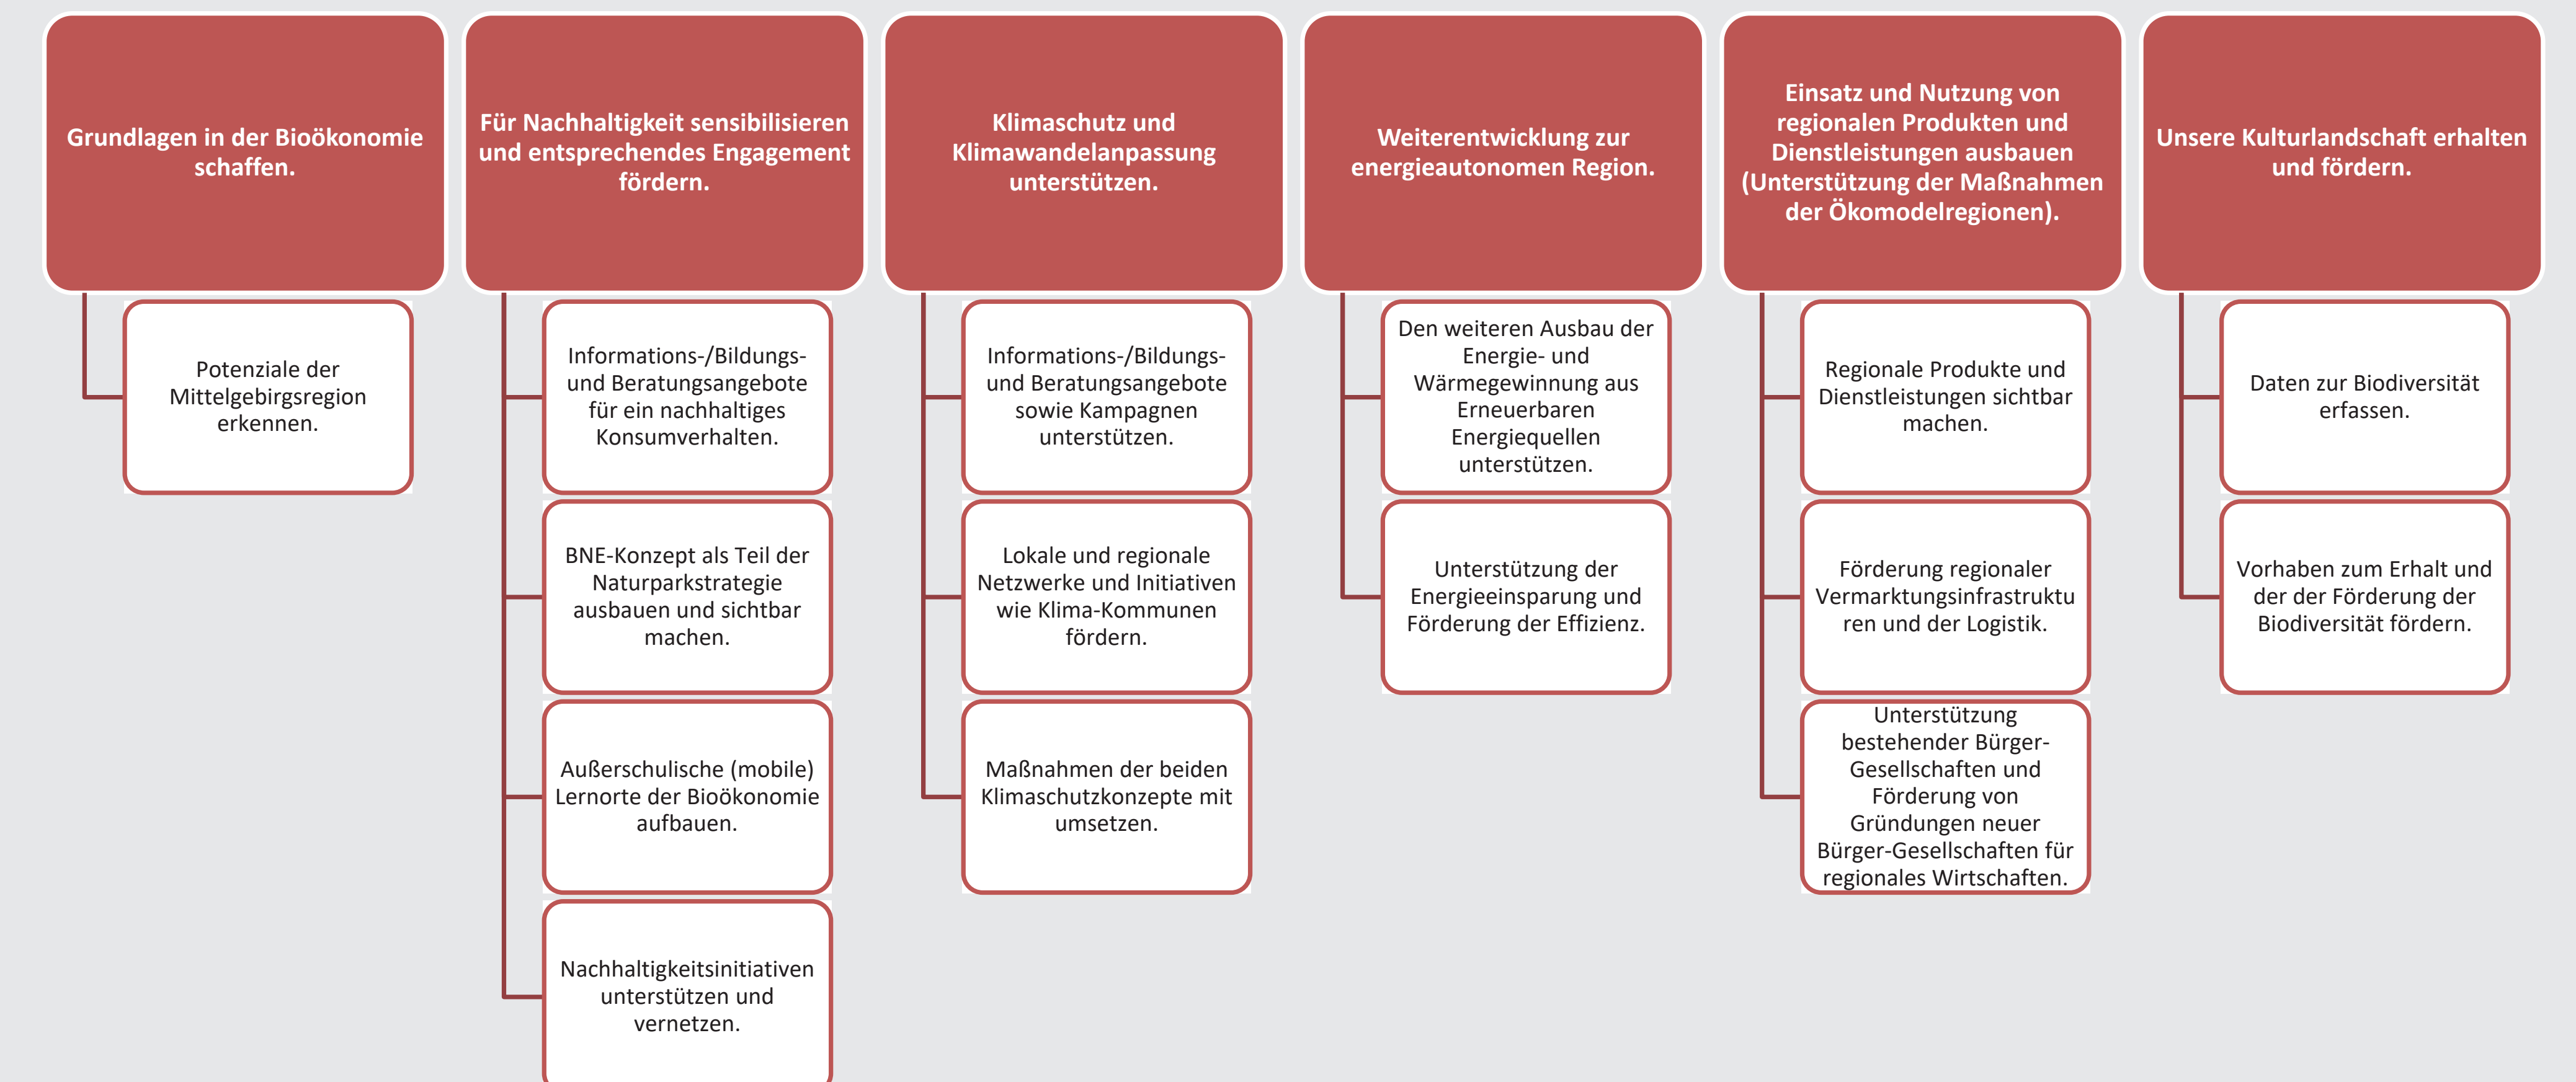 Grundlagen in der Bioökonomie
schaffen.
Potenziale der
Mittelgebirgsregion
erkennen.
Für Nachhaltigkeit sensibilisieren
und entsprechendes Engagement
fördern.
Informations-/Bildungs-
und Beratungsangebote
für ein nachhaltiges
Konsumverhalten.
BNE-Konzept als Teil der
Naturparkstrategie
ausbauen und sichtbar
machen.
Außerschulische (mobile)
Lernorte der Bioökonomie
aufbauen.
Nachhaltigkeitsinitiativen
unterstützen und
vernetzen.
Klimaschutz und
Klimawandelanpassung
unterstützen.
Informations-/Bildungs-
und Beratungsangebote
sowie Kampagnen
unterstützen.
Lokale und regionale
Netzwerke und Initiativen
wie Klima-Kommunen
fördern.
Maßnahmen der beiden
Klimaschutzkonzepte mit
umsetzen.
Weiterentwicklung zur
energieautonomen Region.
Den weiteren Ausbau der
Energie- und
Wärmegewinnung aus
Erneuerbaren
Energiequellen
unterstützen.
Unterstützung der
Energieeinsparung und
Förderung der Effizienz.
Einsatz und Nutzung von
regionalen Produkten und
Dienstleistungen ausbauen
(Unterstützung der Maßnahmen
der Ökomodelregionen).
Regionale Produkte und
Dienstleistungen sichtbar
machen.
Förderung regionaler
Vermarktungsinfrastruktu
ren und der Logistik.
Unterstützung
bestehender Bürger-
Gesellschaften und
Förderung von
Gründungen neuer
Bürger-Gesellschaften für
regionales Wirtschaften.
Unsere Kulturlandschaft erhalten
und fördern.
Daten zur Biodiversität
erfassen.
Vorhaben zum Erhalt und
der der Förderung der
Biodiversität fördern.